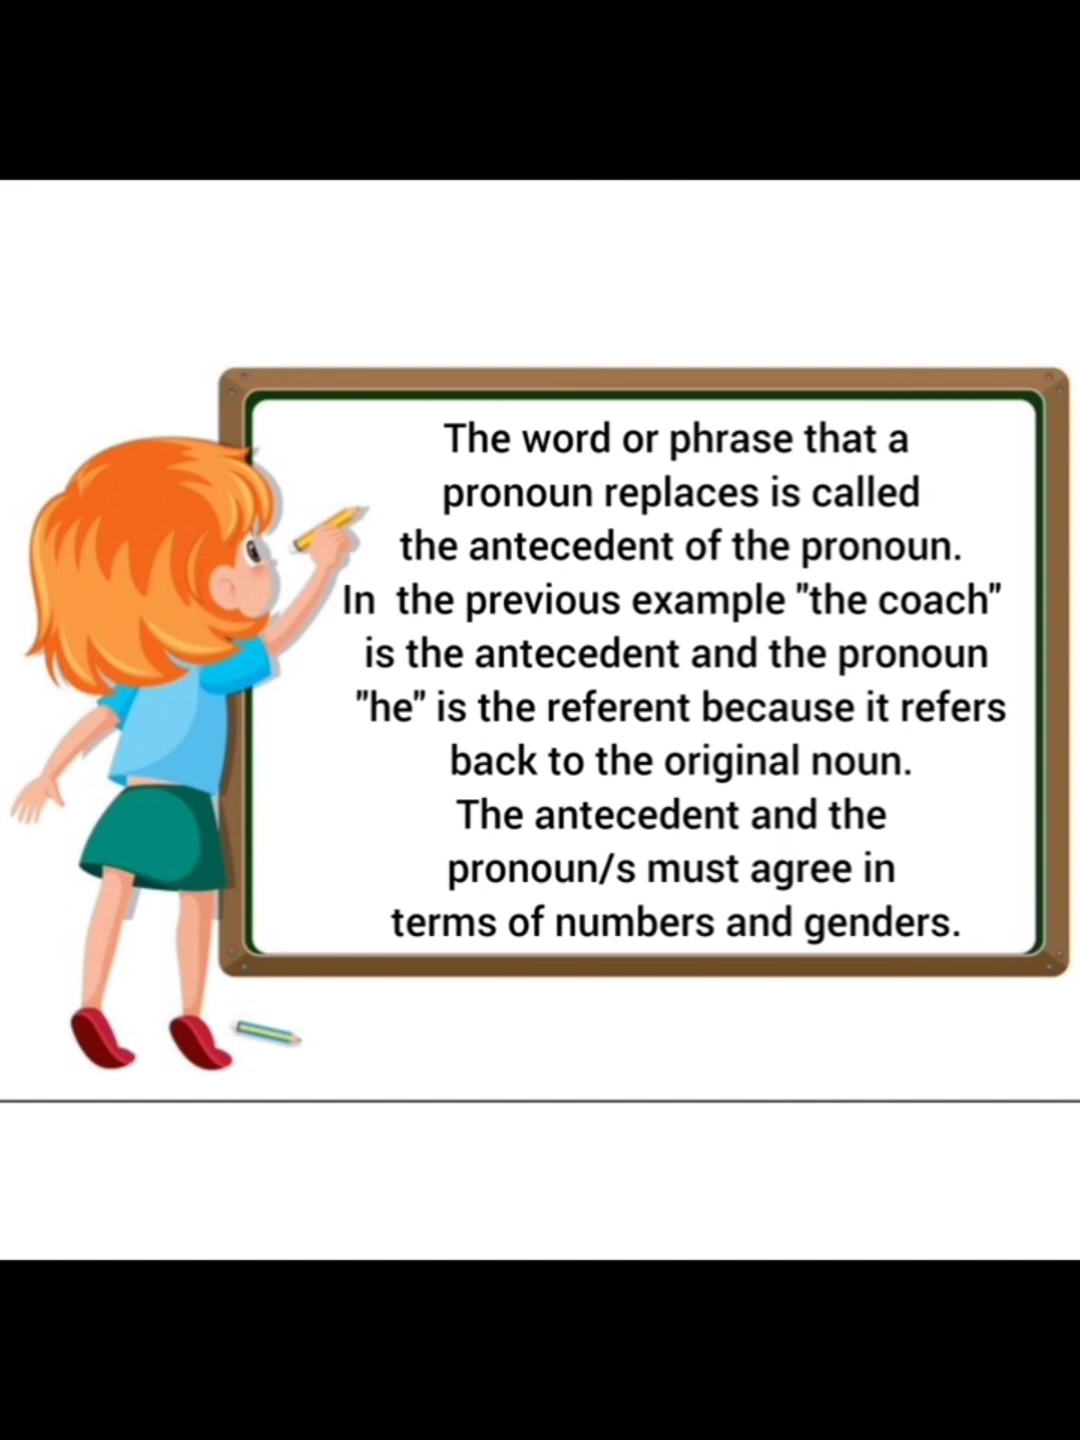 The word or phrase that a
pronoun replaces is called
the antecedent of the pronoun.
In  the previous example "the coach"
is the antecedent and the pronoun
"he" is the referent because it refers
back to the original noun.
The antecedent and the
pronoun/s must agree in
terms of numbers and genders.